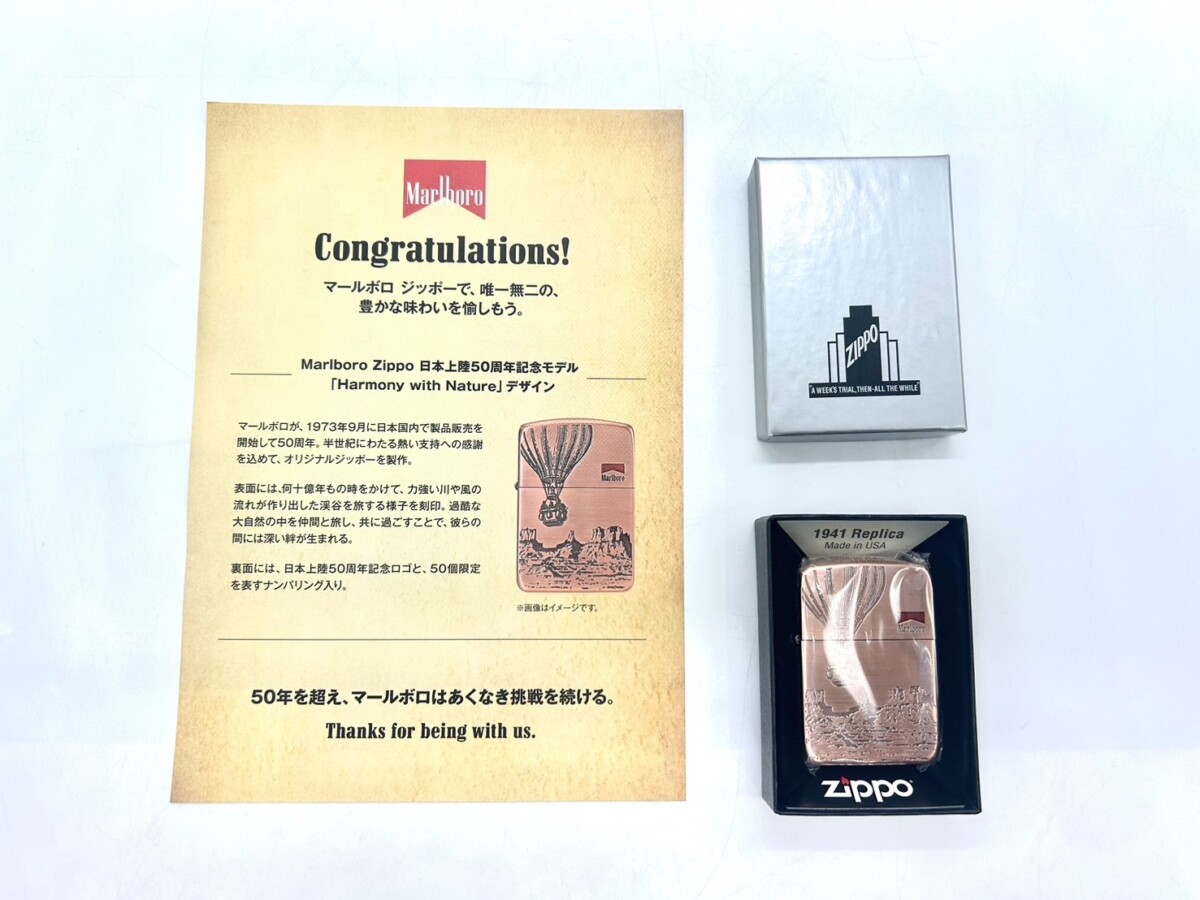 Marlboro
Congratulations!
マールボロ ジッポーで、唯一無二の、
豊かな味わいを愉しもう。
Marlboro Zippo 日本上陸50周年記念モデル
「Harmony with Nature」デザイン
マールボロが、1973年9月に日本国内で製品販売を
開始して50周年。半世紀にわたる熱い支持への感謝
を込めて、オリジナルジッポーを製作。
表面には、何十億年もの時をかけて、力強い川や風の
流れが作り出した渓谷を旅する様子を刻印。過酷な
大自然の中を仲間と旅し、共に過ごすことで、彼らの
間には深い絆が生まれる。
裏面には、日本上陸50周年記念ロゴと、50個限定
を表すナンバリング入り。
Marlboro
※画像はイメージです。
50年を超え、マールボロはあくなき挑戦を続ける。
Thanks for being with us.
ZIPPO
"A WEEK'S TRIAL, THEN-ALL THE WHILE"
1941 Replica
Made in USA
Marlboro
zippo